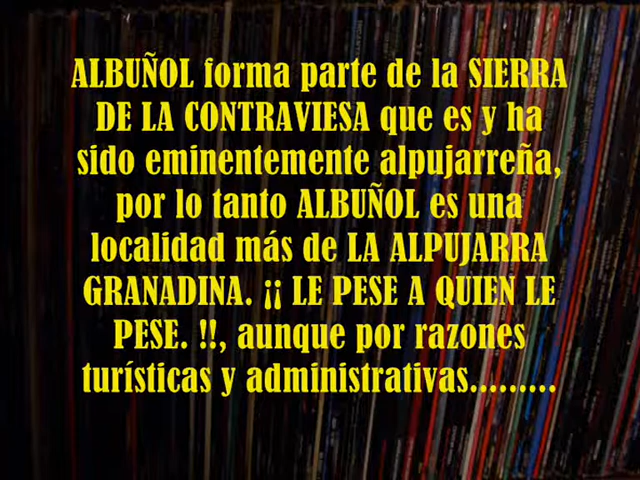 ALBUÑOL forma parte de la SIERRA
DE LA CONTRAVIESA que es y ha
sido eminentemente alpujarreña,
por lo tanto ALBUÑOL es una
localidad más de LA ALPUJARRA
GRANADINA. ¡¡ LE PESE A QUIEN LE
PESE. !!, aunque por razones
turísticas y administrativas.........